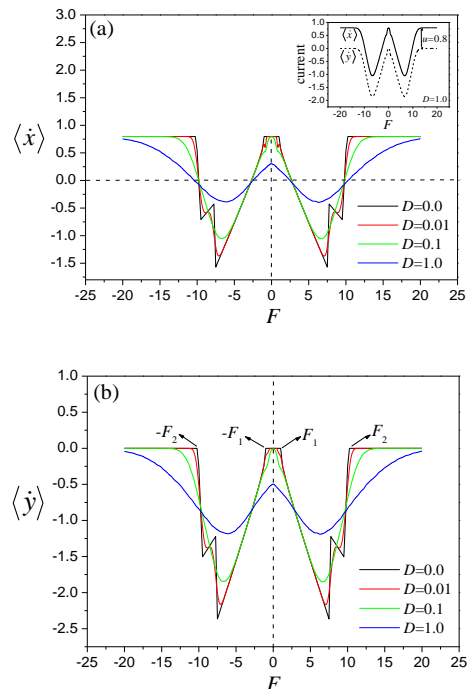 (a)
3.0
2.5
2.0
1.5
1.0
0.5
0.0
-0.5
-1.0
-1.5
⟨ẋ⟩
-25 -20 -15 -10 -5 0 5 10 15 20 25
F
D=0.0
D=0.01
D=0.1
D=1.0
current
1.0
0.5
0.0
-0.5
-1.0
-1.5
-2.0
⟨ẋ⟩
⟨ẏ⟩
u=0.8
D=1.0
-20 -10 0 10 20
F
(b)
1.0
0.5
0.0
-0.5
-1.0
-1.5
-2.0
-2.5
⟨ẏ⟩
-F₂ -F₁ F₁ F₂
D=0.0
D=0.01
D=0.1
D=1.0
-25 -20 -15 -10 -5 0 5 10 15 20 25
F